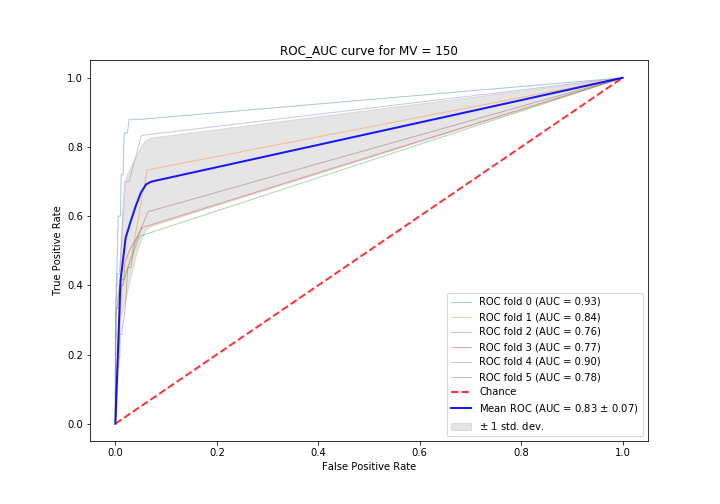 ROC_AUC curve for MV = 150
True Positive Rate
1.0
0.8
0.6
0.4
0.2
0.0
ROC fold 0 (AUC = 0.93)
ROC fold 1 (AUC = 0.84)
ROC fold 2 (AUC = 0.76)
ROC fold 3 (AUC = 0.77)
ROC fold 4 (AUC = 0.90)
ROC fold 5 (AUC = 0.78)
Chance
Mean ROC (AUC = 0.83 ± 0.07)
± 1 std. dev.
0.0 0.2 0.4 0.6 0.8 1.0
False Positive Rate